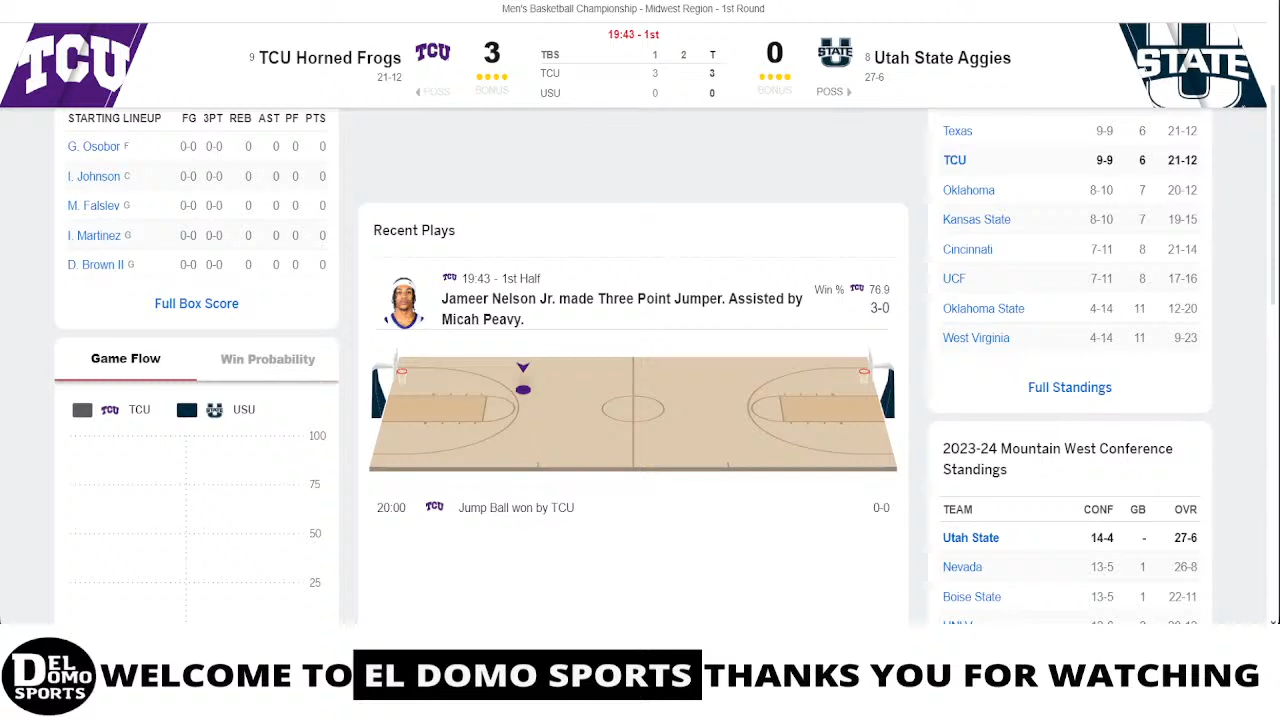 Men's Basketball Championship - Midwest Region - 1st Round
TCU
9 TCU Horned Frogs
21-12
TCU
3
POSS
BONUS
19:43 - 1st
TBS 1 2 T
TCU 3 3
USU 0 0
0
BONUS
STATE
8 Utah State Aggies
27-6
POSS
STATE
STARTING LINEUP FG 3PT REB AST PF PTS
G. Osobor F 0-0 0-0 0 0 0 0
I. Johnson C 0-0 0-0 0 0 0 0
M. Falslev G 0-0 0-0 0 0 0 0
I. Martinez G 0-0 0-0 0 0 0 0
D. Brown II G 0-0 0-0 0 0 0 0
Full Box Score
Game Flow Win Probability
TCU TCU USU
100
75
50
25
Recent Plays
TCU 19:43 - 1st Half
Jameer Nelson Jr. made Three Point Jumper. Assisted by
Micah Peavy.
Win % TCU 76.9
3-0
20:00 TCU Jump Ball won by TCU 0-0
Texas 9-9 6 21-12
TCU 9-9 6 21-12
Oklahoma 8-10 7 20-12
Kansas State 8-10 7 19-15
Cincinnati 7-11 8 21-14
UCF 7-11 8 17-16
Oklahoma State 4-14 11 12-20
West Virginia 4-14 11 9-23
Full Standings
2023-24 Mountain West Conference
Standings
TEAM CONF GB OVR
Utah State 14-4 - 27-6
Nevada 13-5 1 26-8
Boise State 13-5 1 22-11
DEL DOMO SPORTS
WELCOME TO EL DOMO SPORTS THANKS YOU FOR WATCHING